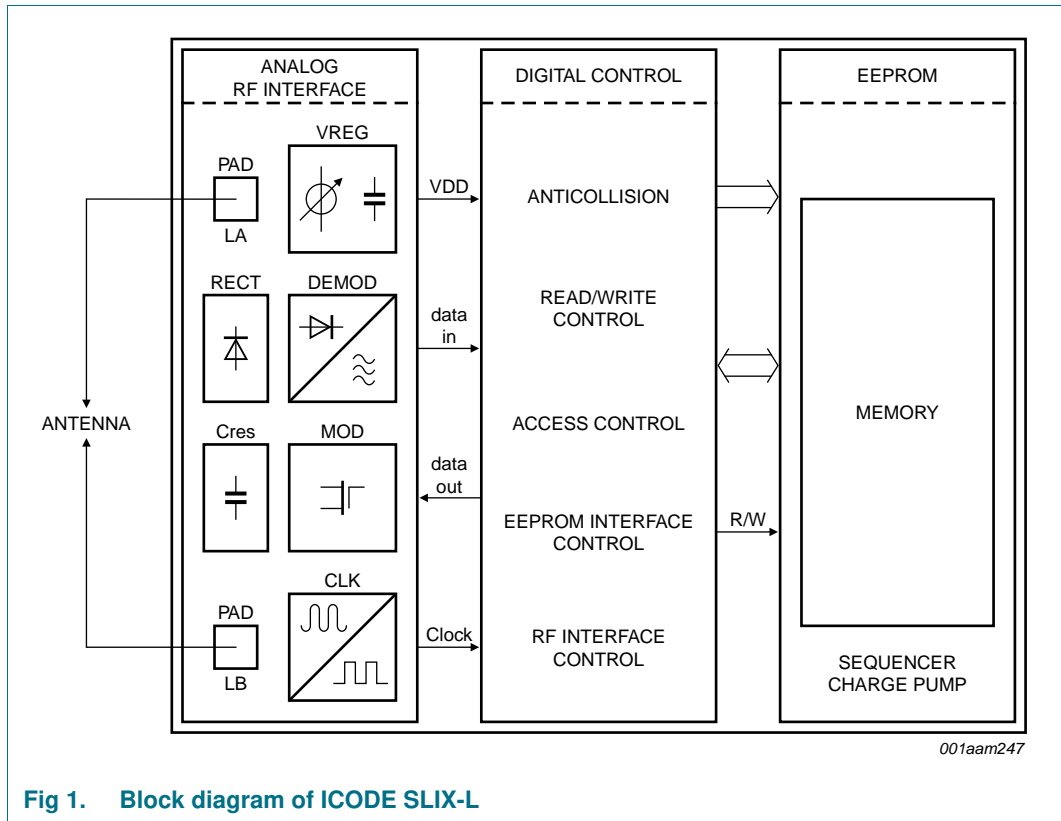 ANALOG
RF INTERFACE
VREG
PAD
LA
RECT
DEMOD
Cres
MOD
CLK
PAD
LB
ANTENNA
VDD
data
in
data
out
Clock
DIGITAL CONTROL
ANTICOLLISION
READ/WRITE
CONTROL
ACCESS CONTROL
EEPROM INTERFACE
CONTROL
RF INTERFACE
CONTROL
R/W
EEPROM
MEMORY
SEQUENCER
CHARGE PUMP
001aam247
Fig 1. Block diagram of ICODE SLIX-L